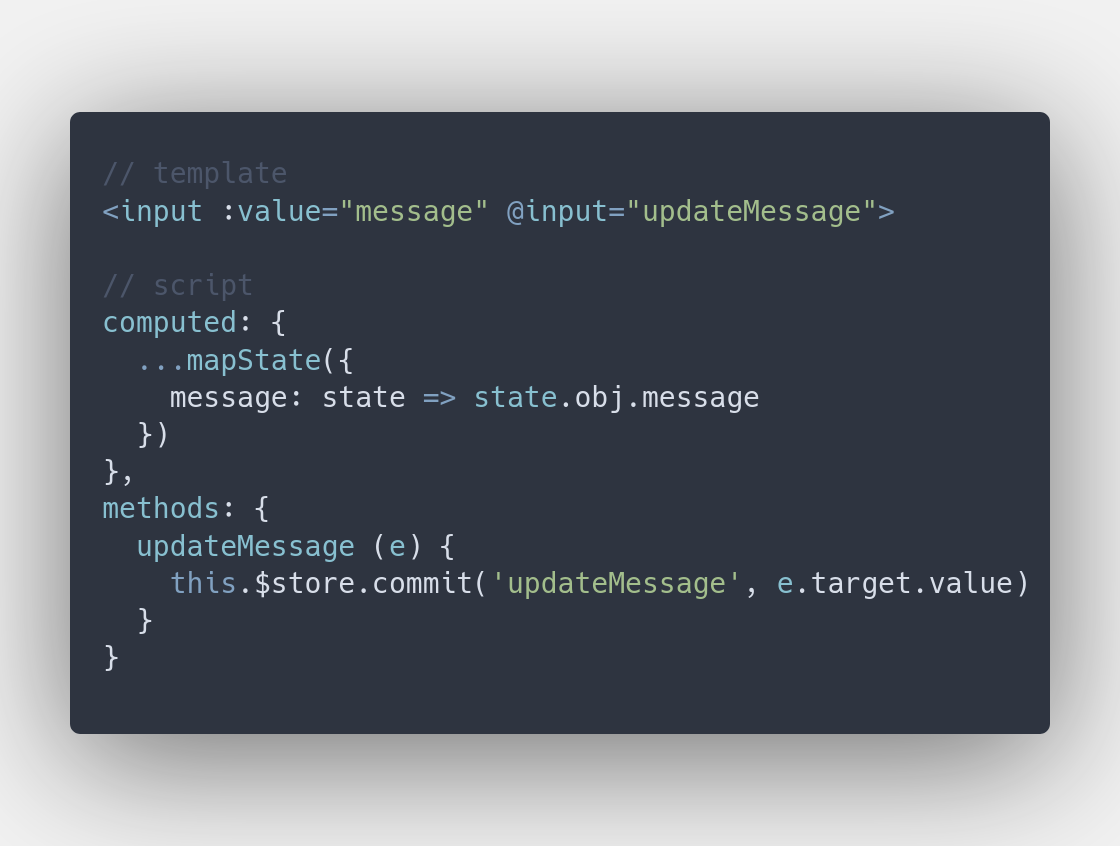 // template
<input :value="message" @input="updateMessage">

// script
computed: {
  ...mapState({
    message: state => state.obj.message
  })
},
methods: {
  updateMessage (e) {
    this.$store.commit('updateMessage', e.target.value)
  }
}